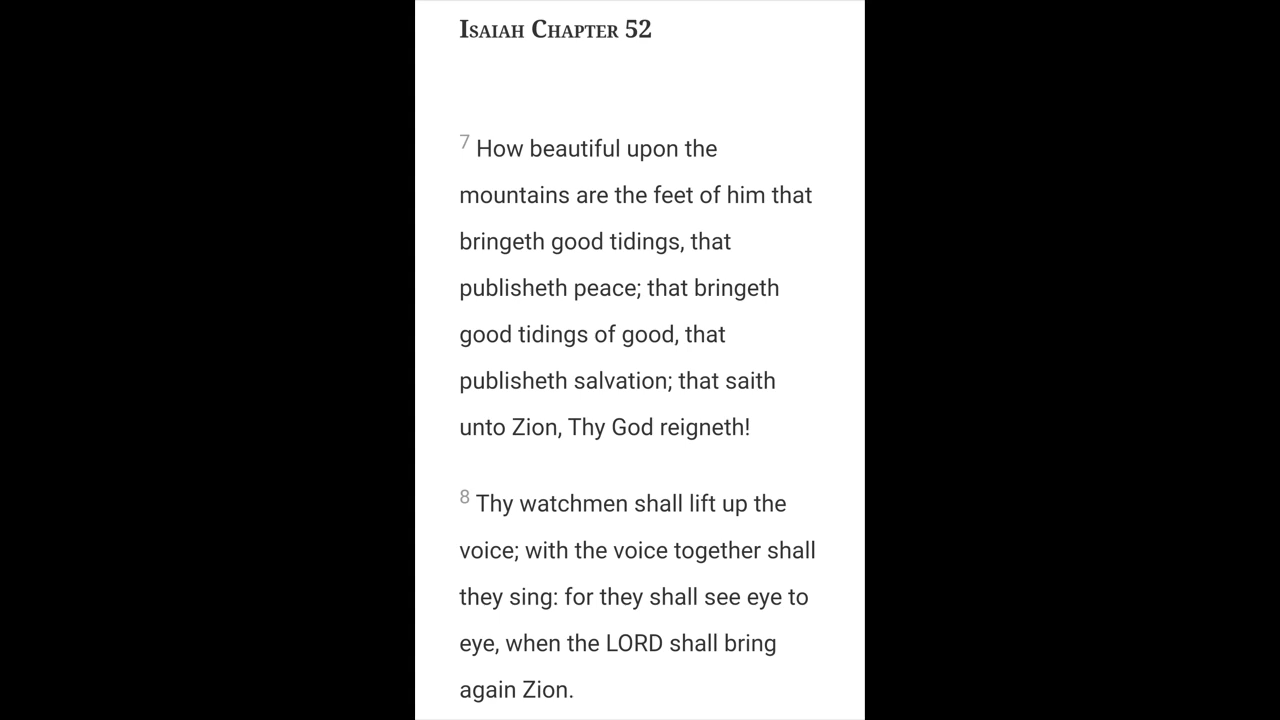 Isaiah Chapter 52
7 How beautiful upon the
mountains are the feet of him that
bringeth good tidings, that
publisheth peace; that bringeth
good tidings of good, that
publisheth salvation; that saith
unto Zion, Thy God reigneth!
8 Thy watchmen shall lift up the
voice; with the voice together shall
they sing: for they shall see eye to
eye, when the LORD shall bring
again Zion.